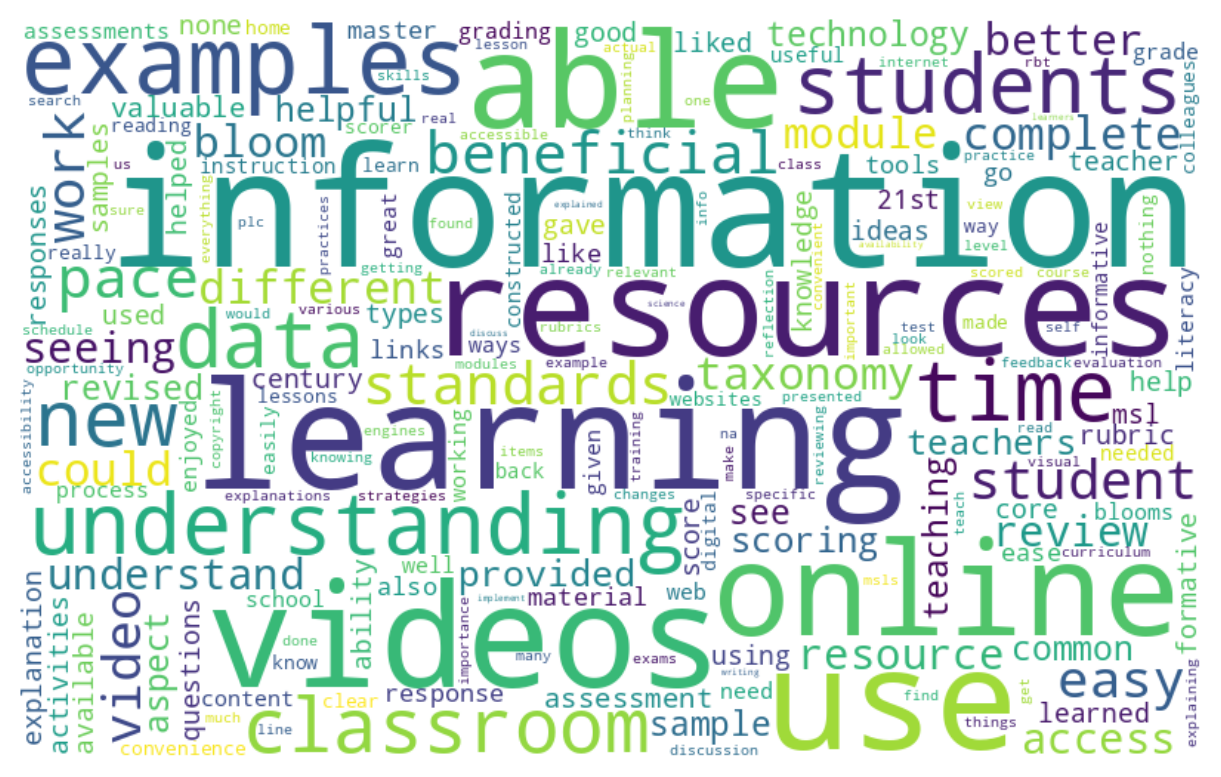 assessments none home master grading good liked technology better grade
examples able students
lesson actual useful internet rbt colleagues
search skills planning one
valuable helpful real module complete learners
work samples reading bloom scorer accessible think beneficial class tools practice teacher
us instruction learn go
information
responses sure helped everything plc practices great found explained info constructed gave knowledge 21st ideas view way level nothing
really like convenient availability informative
pace different getting already relevant scored course literacy
data resources
schedule used would various types discuss rubrics science reflection important made self
seeing links ways test look allowed
opportunity modules example feedback evaluation
revised century standards taxonomy time help
lessons websites presented
new learning
accessibility enjoyed copyright easily engines items given training make na reviewing teachers read msl rubric
could knowing working back visual needed
process explanations strategies changes specific teaching student
understanding score digital see core blooms
scoring review
well ease curriculum teach formative
understand provided online
explanation school ability also material web msls
activities video videos importance implement
available aspect questions done know many exams using resource common
content clear response assessment need writing find get easy
much classroom sample use things learned explaining
convenience line discussion access